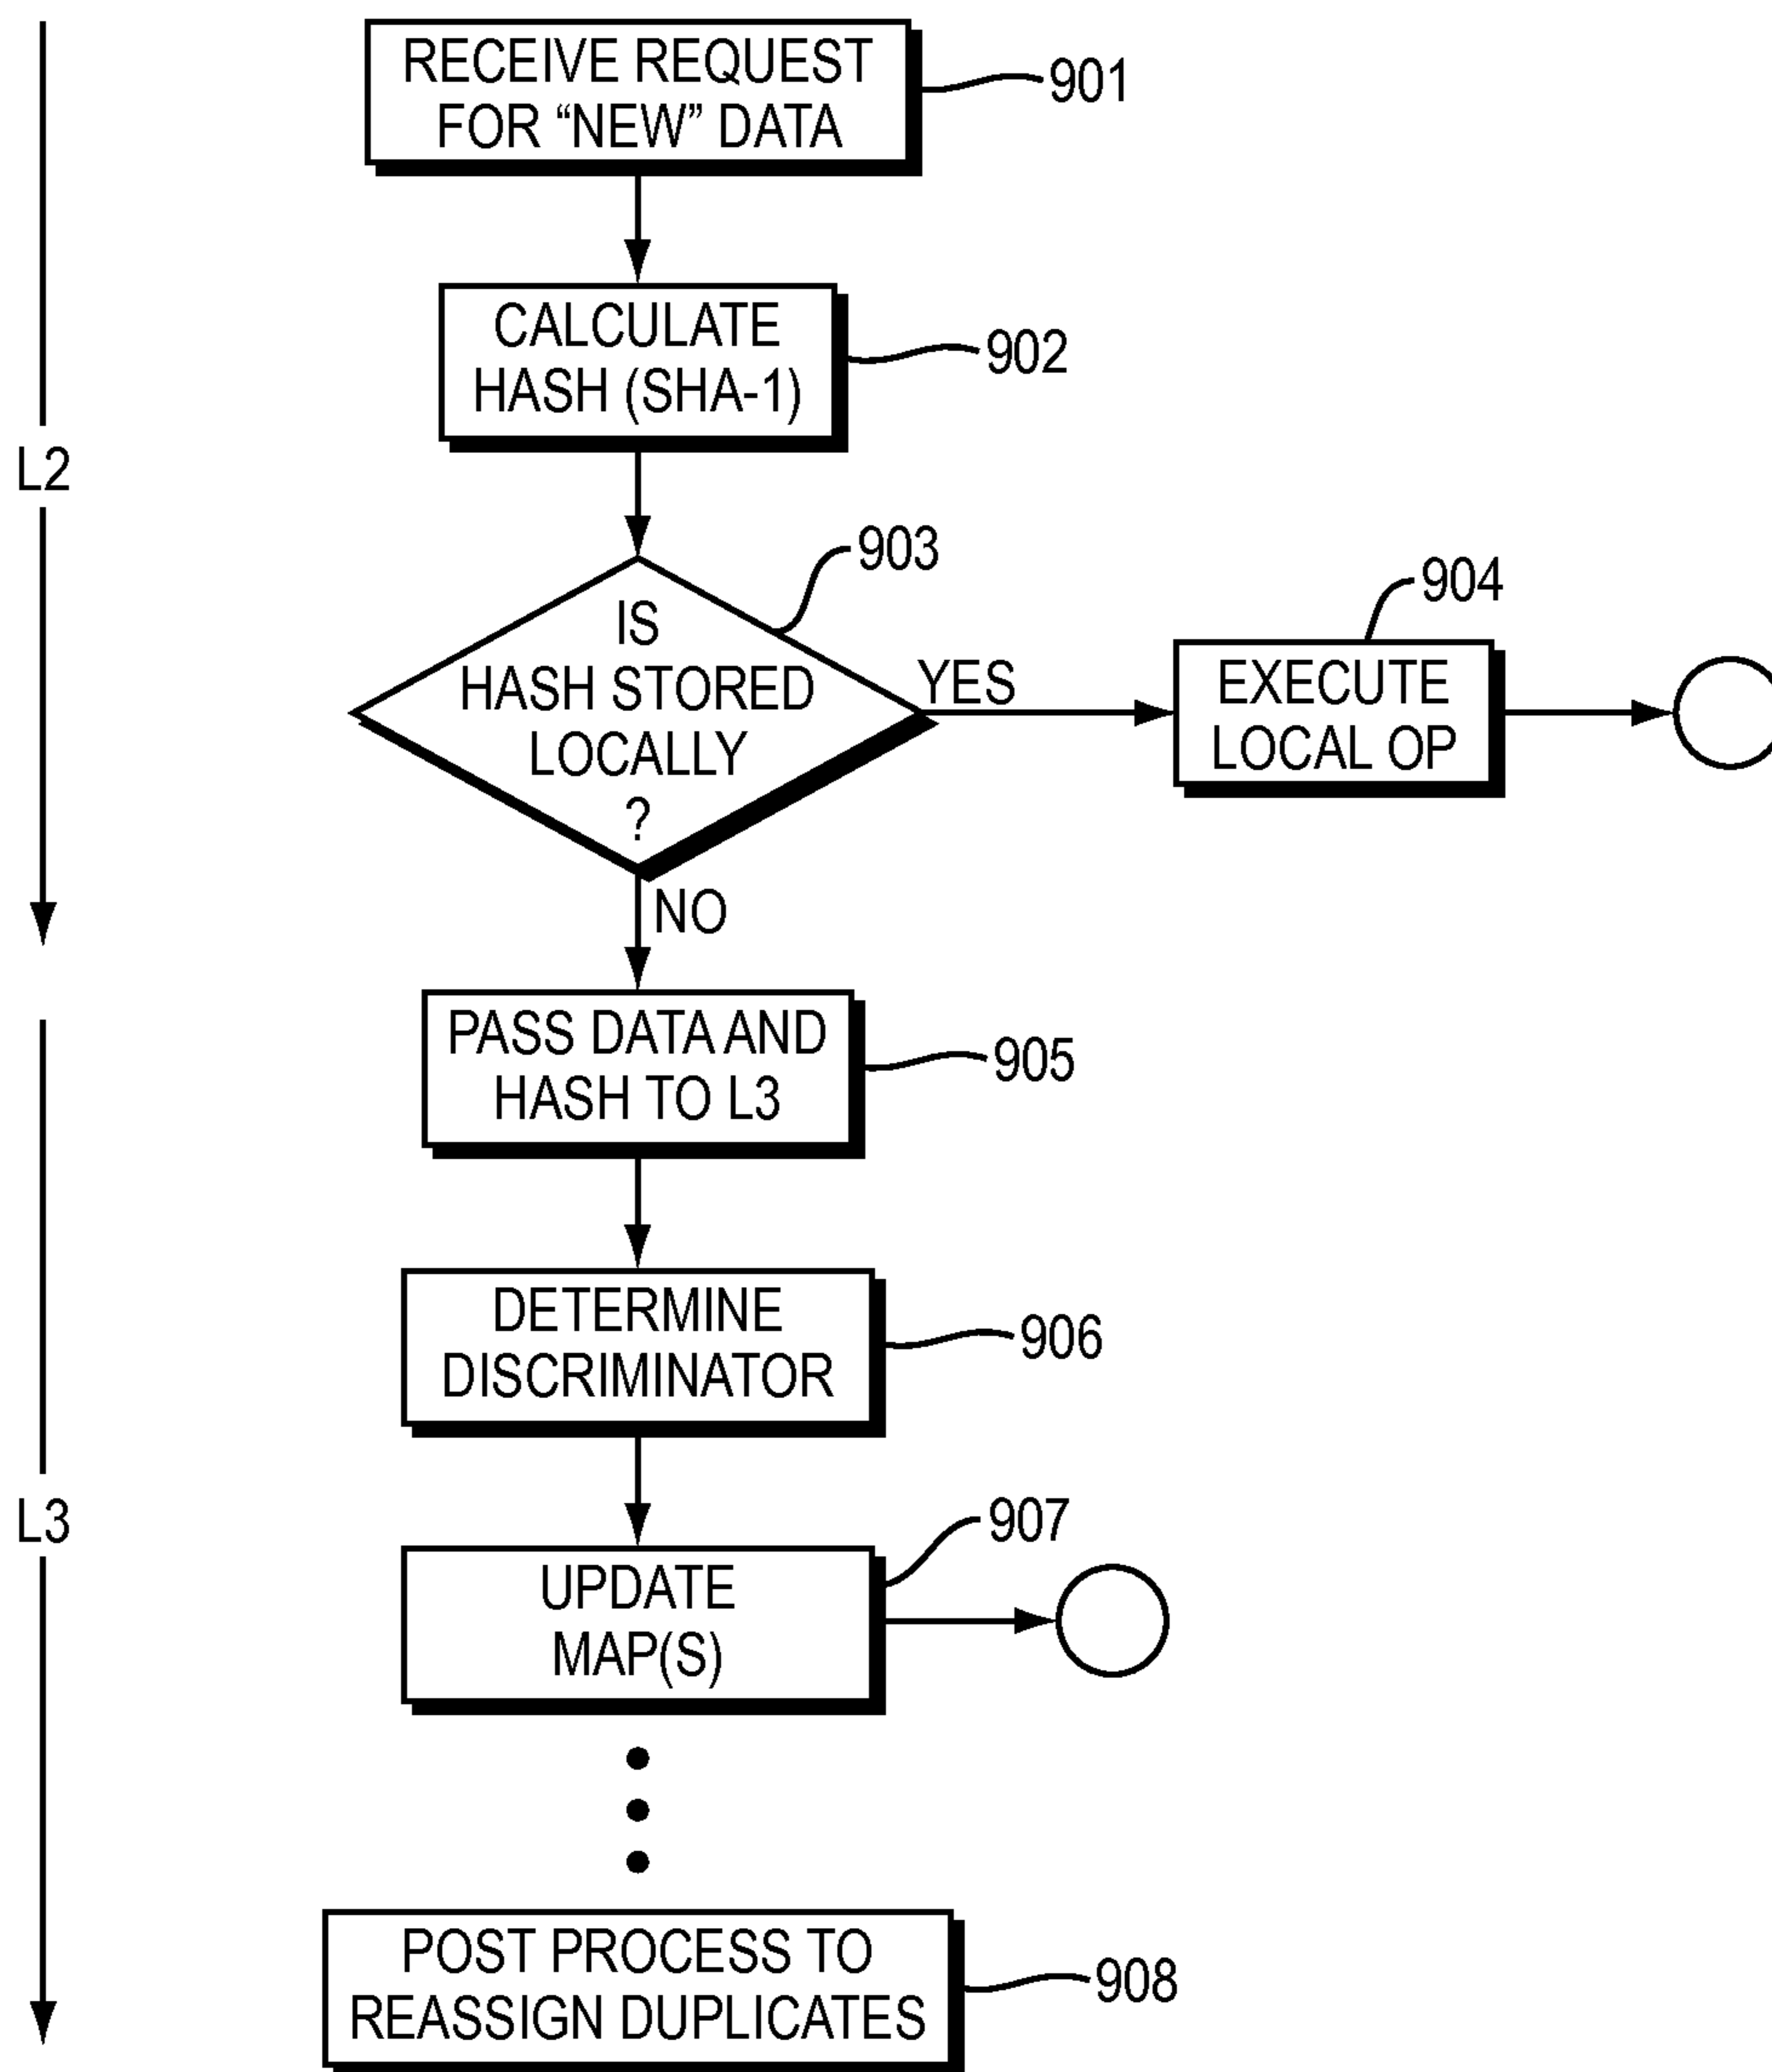 RECEIVE REQUEST
FOR “NEW” DATA
901
CALCULATE
HASH (SHA-1)
902
L2
903
IS
HASH STORED
LOCALLY
?
YES
904
EXECUTE
LOCAL OP
NO
PASS DATA AND
HASH TO L3
905
DETERMINE
DISCRIMINATOR
906
L3
907
UPDATE
MAP(S)
POST PROCESS TO
REASSIGN DUPLICATES
908